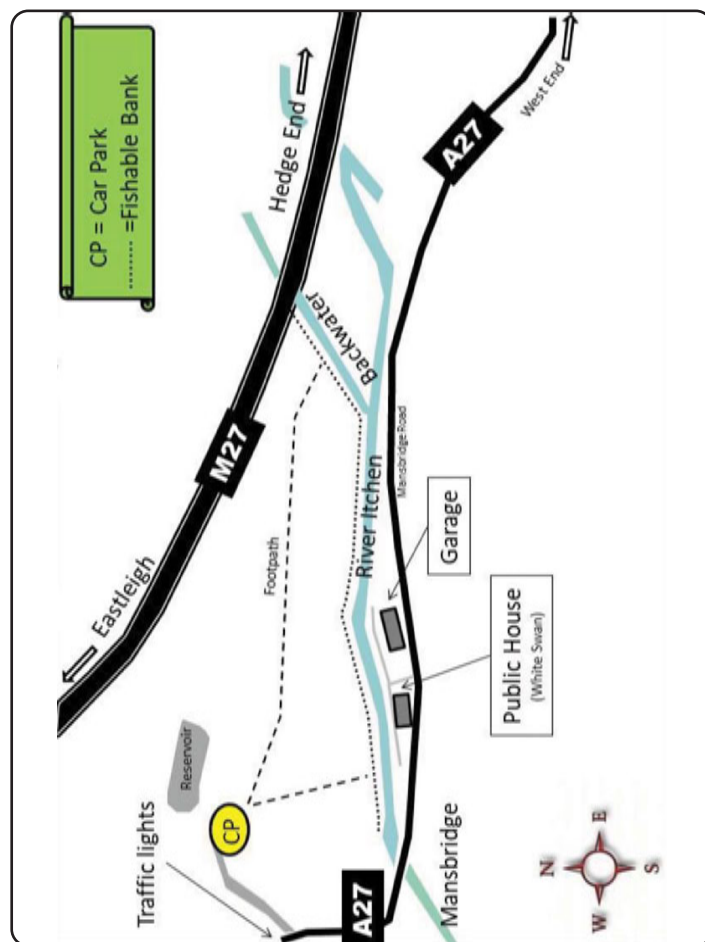 CP = Car Park
........ =Fishable Bank
Eastleigh
M27
Hedge End
Reservoir
Footpath
Backwater
Traffic lights
CP
River Itchen
Mansbridge Road
A27
West End
A27
Mansbridge
Public House
(White Swan)
Garage
N
E
S
W